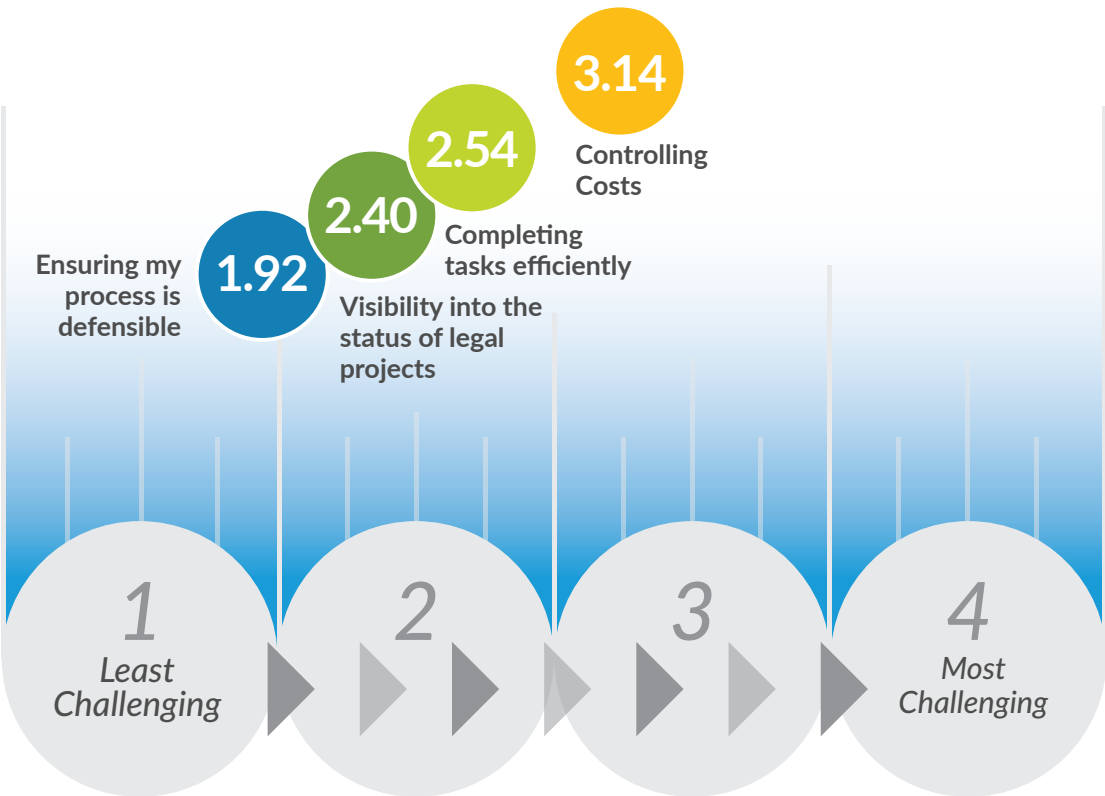 3.14
Controlling
Costs
2.54
Completing
tasks efficiently
2.40
Visibility into the
status of legal
projects
1.92
Ensuring my
process is
defensible
1
Least
Challenging
2
3
4
Most
Challenging